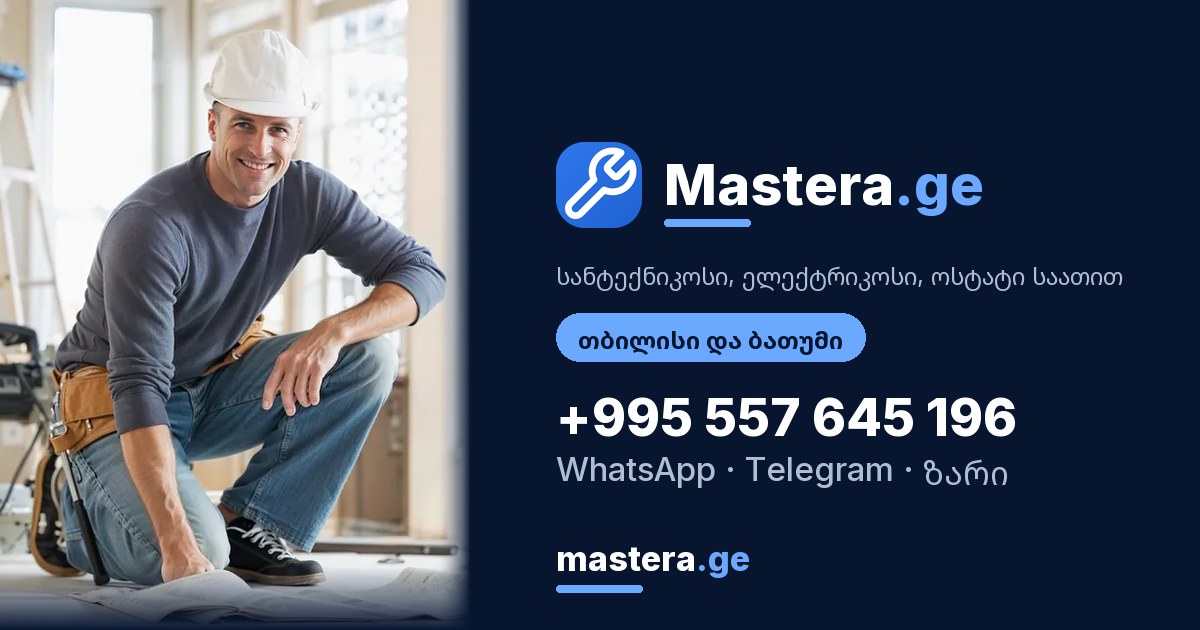 Mastera.ge
სანტექნიკოსი, ელექტრიკოსი, ოსტატი საათით
თბილისი და ბათუმი
+995 557 645 196
WhatsApp · Telegram · ზარი
mastera.ge